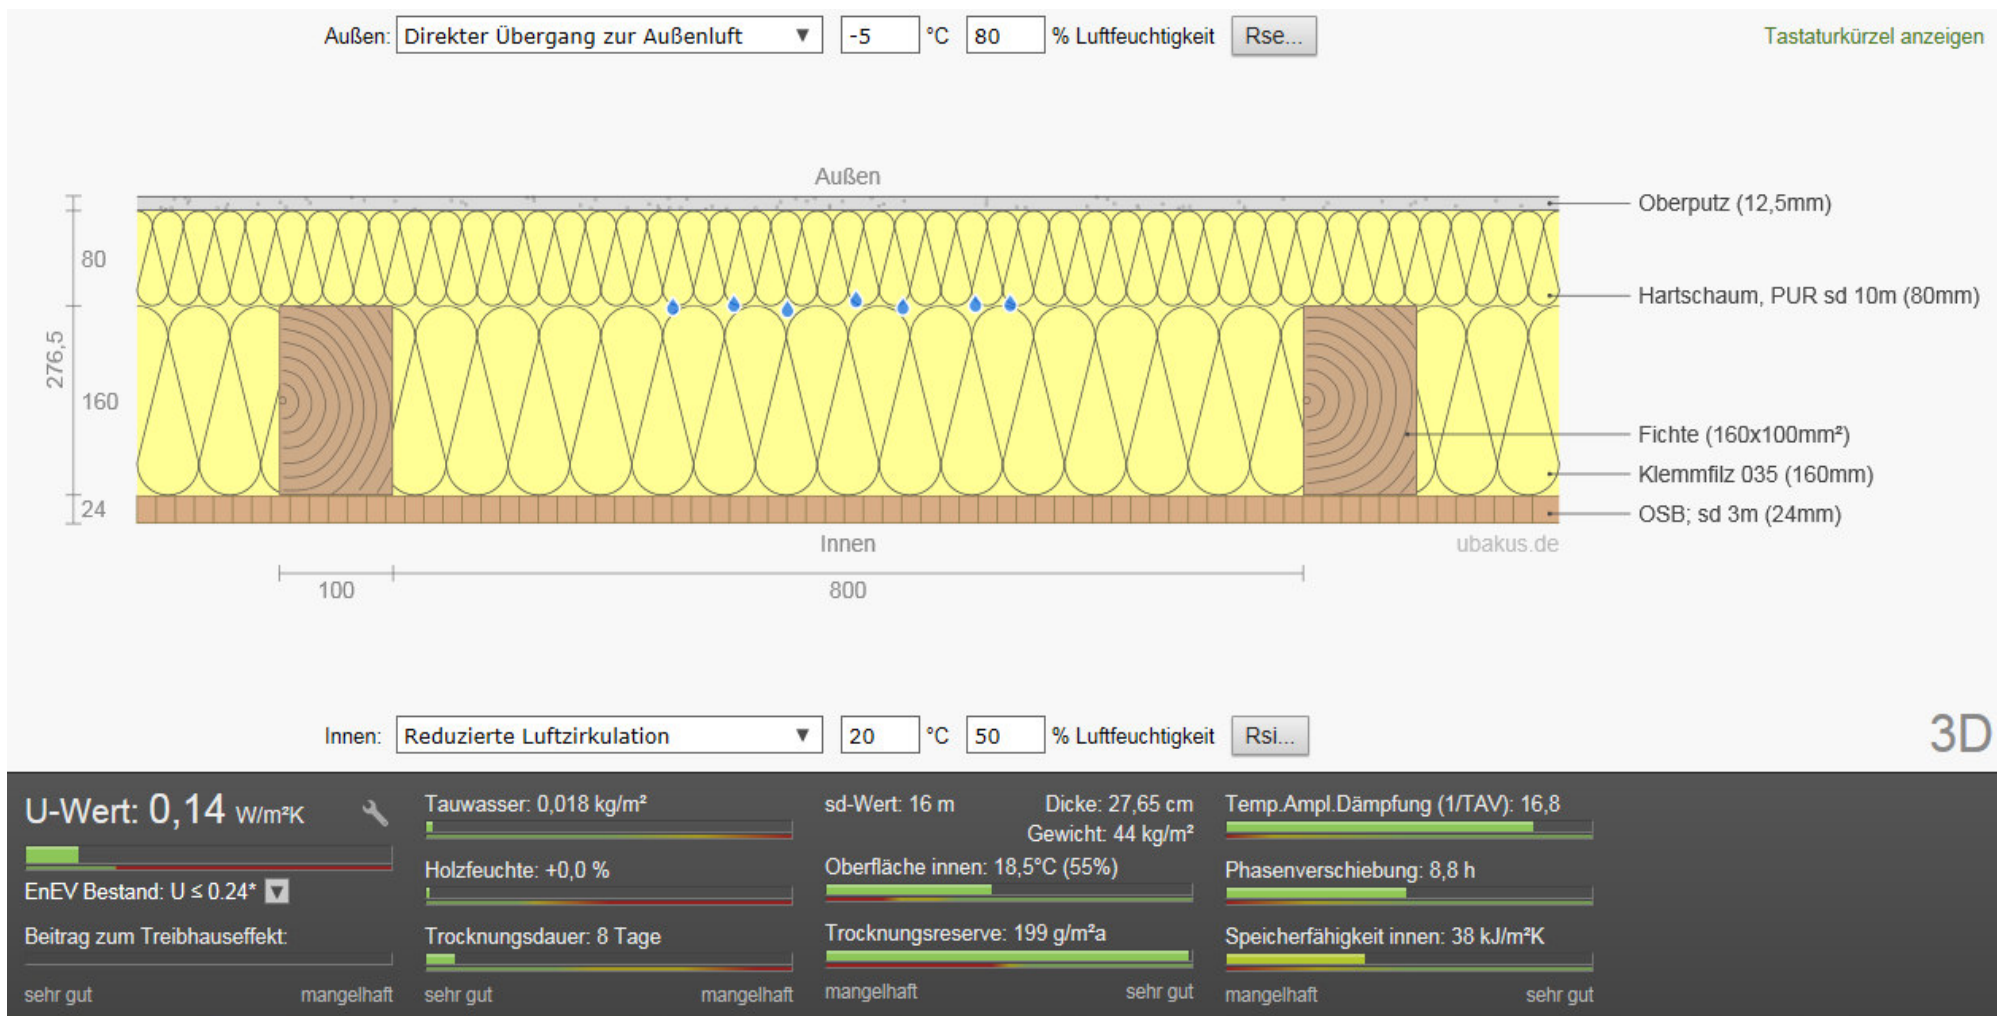 Außen: Direkter Übergang zur Außenluft ▼ -5 °C 80 % Luftfeuchtigkeit Rse... Tastaturkürzel anzeigen
Außen
Oberputz (12,5mm)
80
Hartschaum, PUR sd 10m (80mm)
276,5
160
Fichte (160x100mm²)
Klemmfilz 035 (160mm)
24
OSB; sd 3m (24mm)
Innen
ubakus.de
100 800
Innen: Reduzierte Luftzirkulation ▼ 20 °C 50 % Luftfeuchtigkeit Rsi...
3D
U-Wert: 0,14 W/m²K
EnEV Bestand: U ≤ 0.24* ▼
Beitrag zum Treibhauseffekt:
sehr gut mangelhaft
Tauwasser: 0,018 kg/m²
Holzfeuchte: +0,0 %
Trocknungsdauer: 8 Tage
sehr gut mangelhaft
sd-Wert: 16 m Dicke: 27,65 cm
Gewicht: 44 kg/m²
Oberfläche innen: 18,5°C (55%)
Trocknungsreserve: 199 g/m²a
mangelhaft sehr gut
Temp.Ampl.Dämpfung (1/TAV): 16,8
Phasenverschiebung: 8,8 h
Speicherfähigkeit innen: 38 kJ/m²K
mangelhaft sehr gut